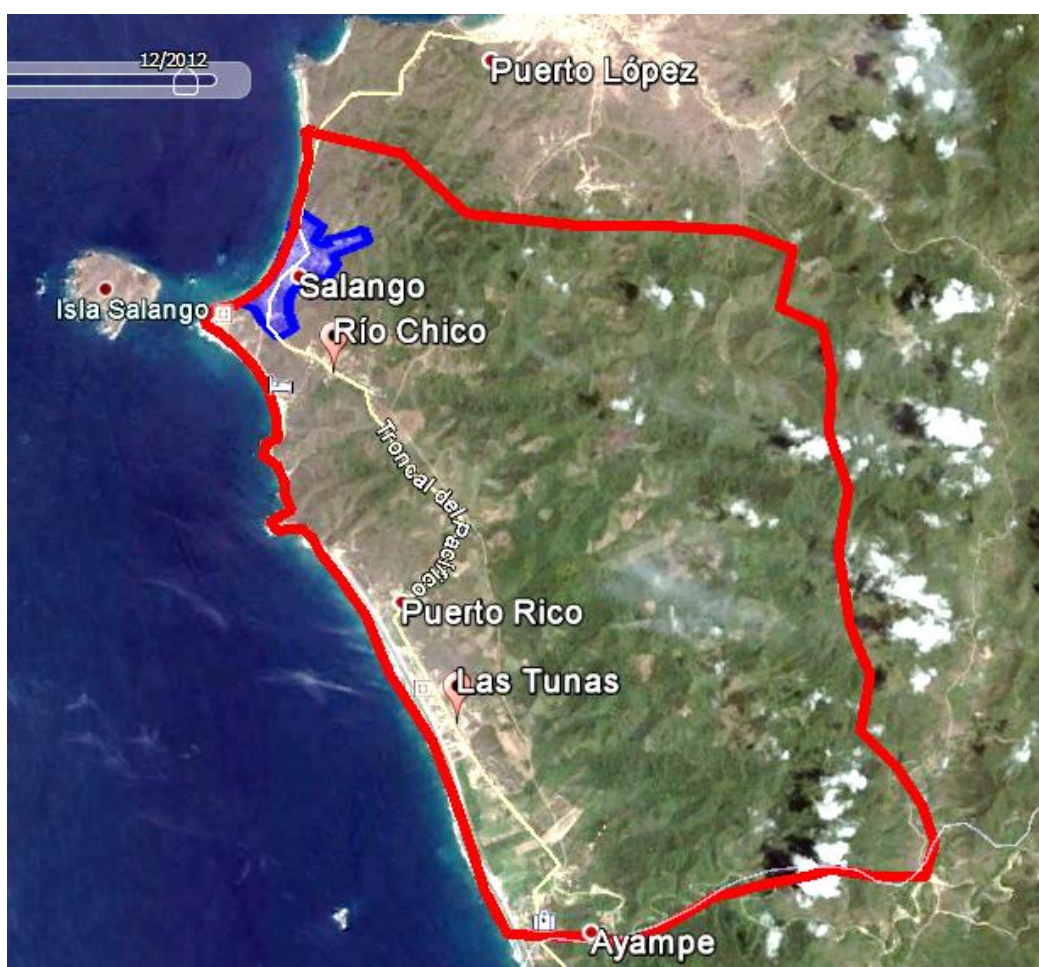 12/2012
Puerto López
Salango
Isla Salango
Río Chico
Troncal del Pacífico
Puerto Rico
Las Tunas
Ayampe